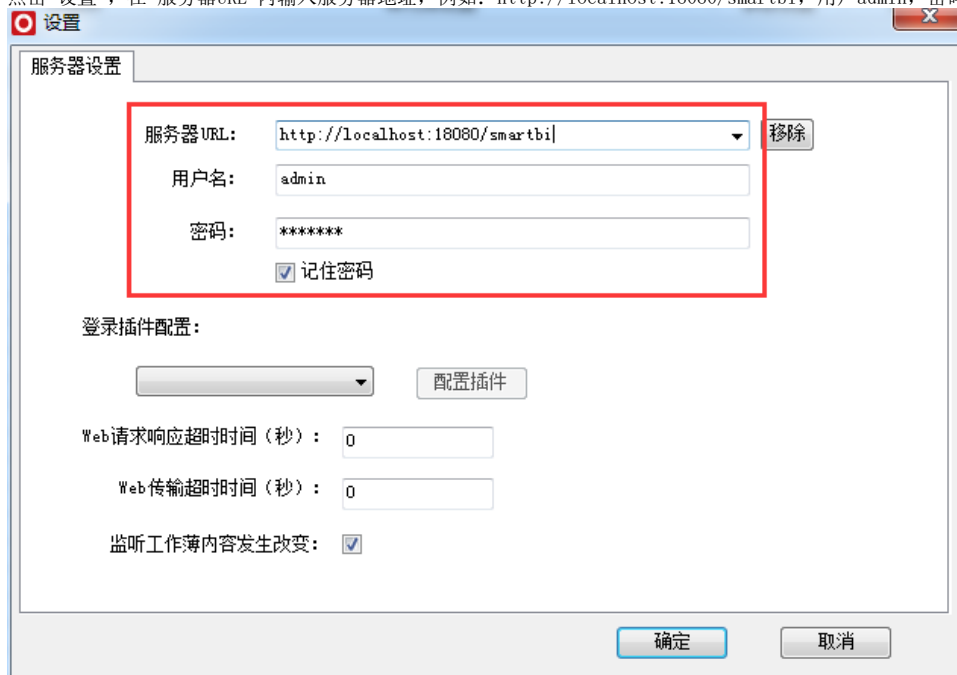 设置
服务器设置
服务器URL: http://localhost:18080/smartbi 移除
用户名: admin
密码: *******
记住密码
登录插件配置:
配置插件
Web请求响应超时时间（秒）: 0
Web传输超时时间（秒）: 0
监听工作薄内容发生改变:
确定 取消